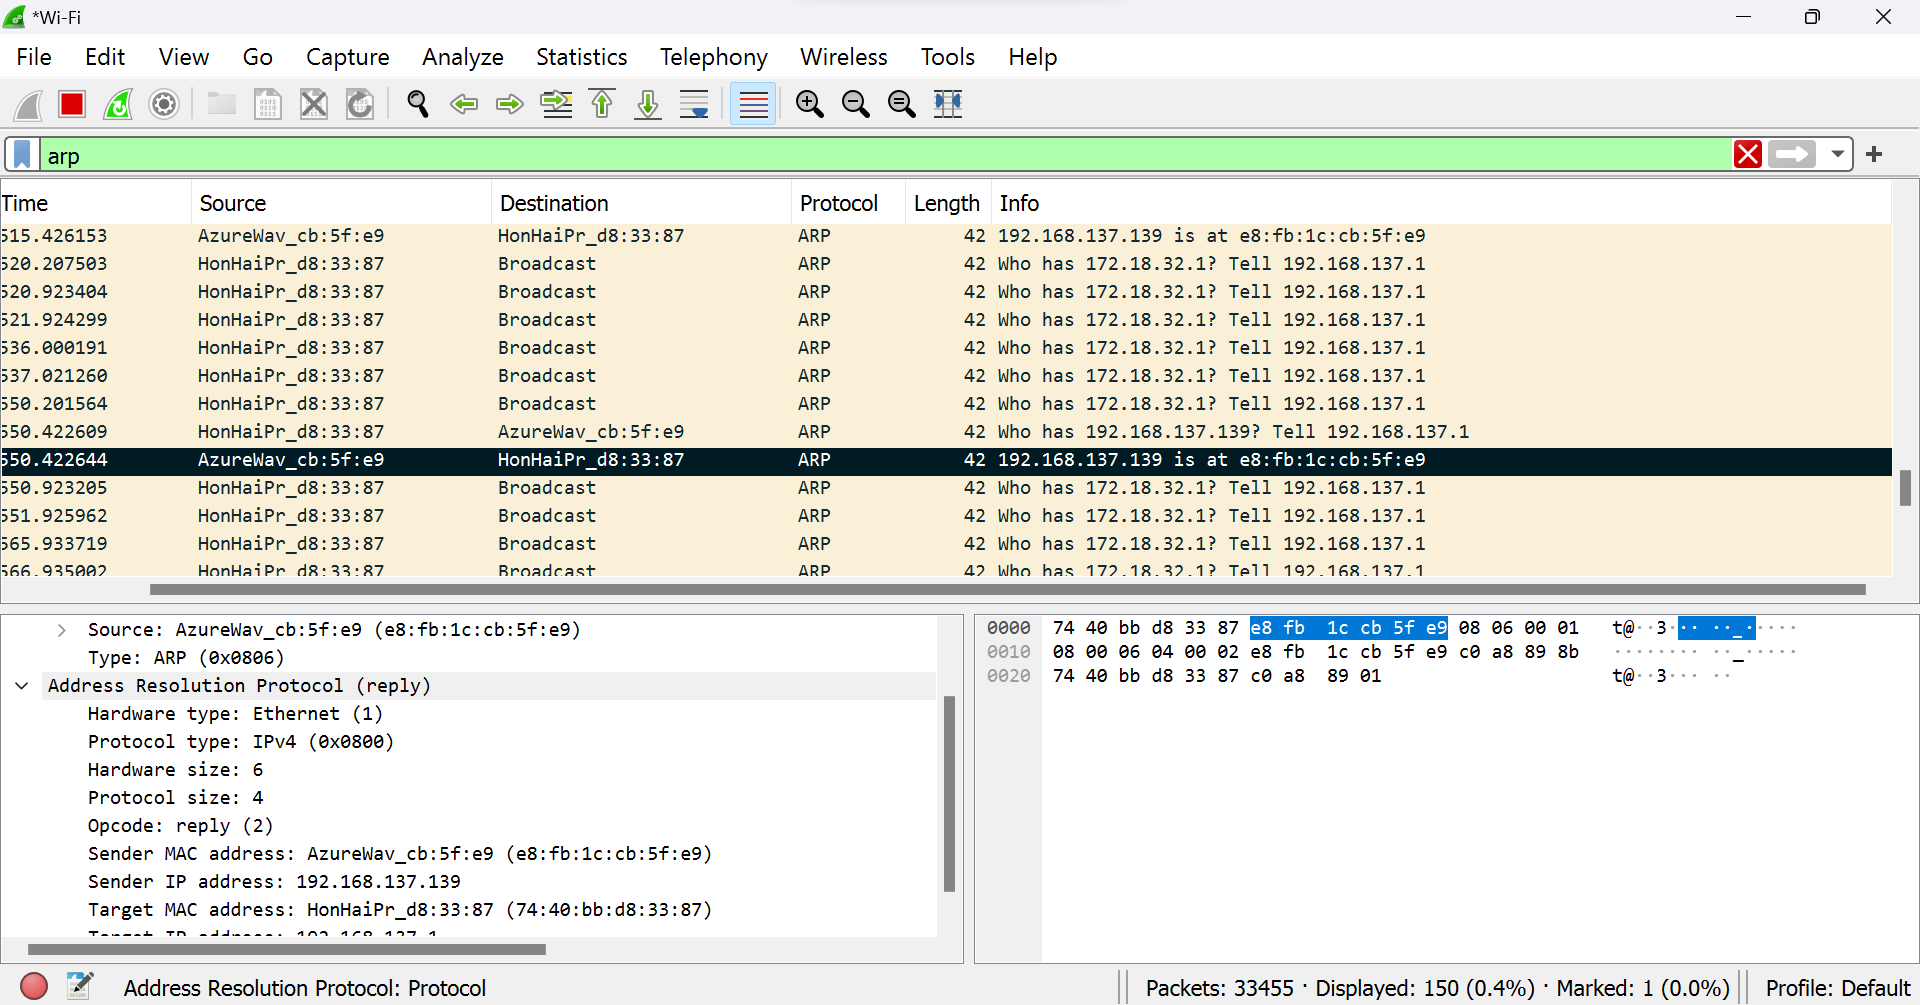 *Wi-Fi
File Edit View Go Capture Analyze Statistics Telephony Wireless Tools Help
arp
Time Source Destination Protocol Length Info
515.426153 AzureWav_cb:5f:e9 HonHaiPr_d8:33:87 ARP 42 192.168.137.139 is at e8:fb:1c:cb:5f:e9
520.207503 HonHaiPr_d8:33:87 Broadcast ARP 42 Who has 172.18.32.1? Tell 192.168.137.1
520.923404 HonHaiPr_d8:33:87 Broadcast ARP 42 Who has 172.18.32.1? Tell 192.168.137.1
521.924299 HonHaiPr_d8:33:87 Broadcast ARP 42 Who has 172.18.32.1? Tell 192.168.137.1
536.000191 HonHaiPr_d8:33:87 Broadcast ARP 42 Who has 172.18.32.1? Tell 192.168.137.1
537.021260 HonHaiPr_d8:33:87 Broadcast ARP 42 Who has 172.18.32.1? Tell 192.168.137.1
550.201564 HonHaiPr_d8:33:87 Broadcast ARP 42 Who has 172.18.32.1? Tell 192.168.137.1
550.422609 HonHaiPr_d8:33:87 AzureWav_cb:5f:e9 ARP 42 Who has 192.168.137.139? Tell 192.168.137.1
550.422644 AzureWav_cb:5f:e9 HonHaiPr_d8:33:87 ARP 42 192.168.137.139 is at e8:fb:1c:cb:5f:e9
550.923205 HonHaiPr_d8:33:87 Broadcast ARP 42 Who has 172.18.32.1? Tell 192.168.137.1
551.925962 HonHaiPr_d8:33:87 Broadcast ARP 42 Who has 172.18.32.1? Tell 192.168.137.1
565.933719 HonHaiPr_d8:33:87 Broadcast ARP 42 Who has 172.18.32.1? Tell 192.168.137.1
566.935002 HonHaiPr_d8:33:87 Broadcast ARP 42 Who has 172.18.32.1? Tell 192.168.137.1
Source: AzureWav_cb:5f:e9 (e8:fb:1c:cb:5f:e9)
Type: ARP (0x0806)
Address Resolution Protocol (reply)
Hardware type: Ethernet (1)
Protocol type: IPv4 (0x0800)
Hardware size: 6
Protocol size: 4
Opcode: reply (2)
Sender MAC address: AzureWav_cb:5f:e9 (e8:fb:1c:cb:5f:e9)
Sender IP address: 192.168.137.139
Target MAC address: HonHaiPr_d8:33:87 (74:40:bb:d8:33:87)
Target IP address: 192.168.137.1
0000 74 40 bb d8 33 87 e8 fb 1c cb 5f e9 08 06 00 01 t@··3··· ··_·····
0010 08 00 06 04 00 02 e8 fb 1c cb 5f e9 c0 a8 89 8b ········ ··_·····
0020 74 40 bb d8 33 87 c0 a8 89 01 t@··3··· ··
Address Resolution Protocol: Protocol
Packets: 33455 · Displayed: 150 (0.4%) · Marked: 1 (0.0%)
Profile: Default